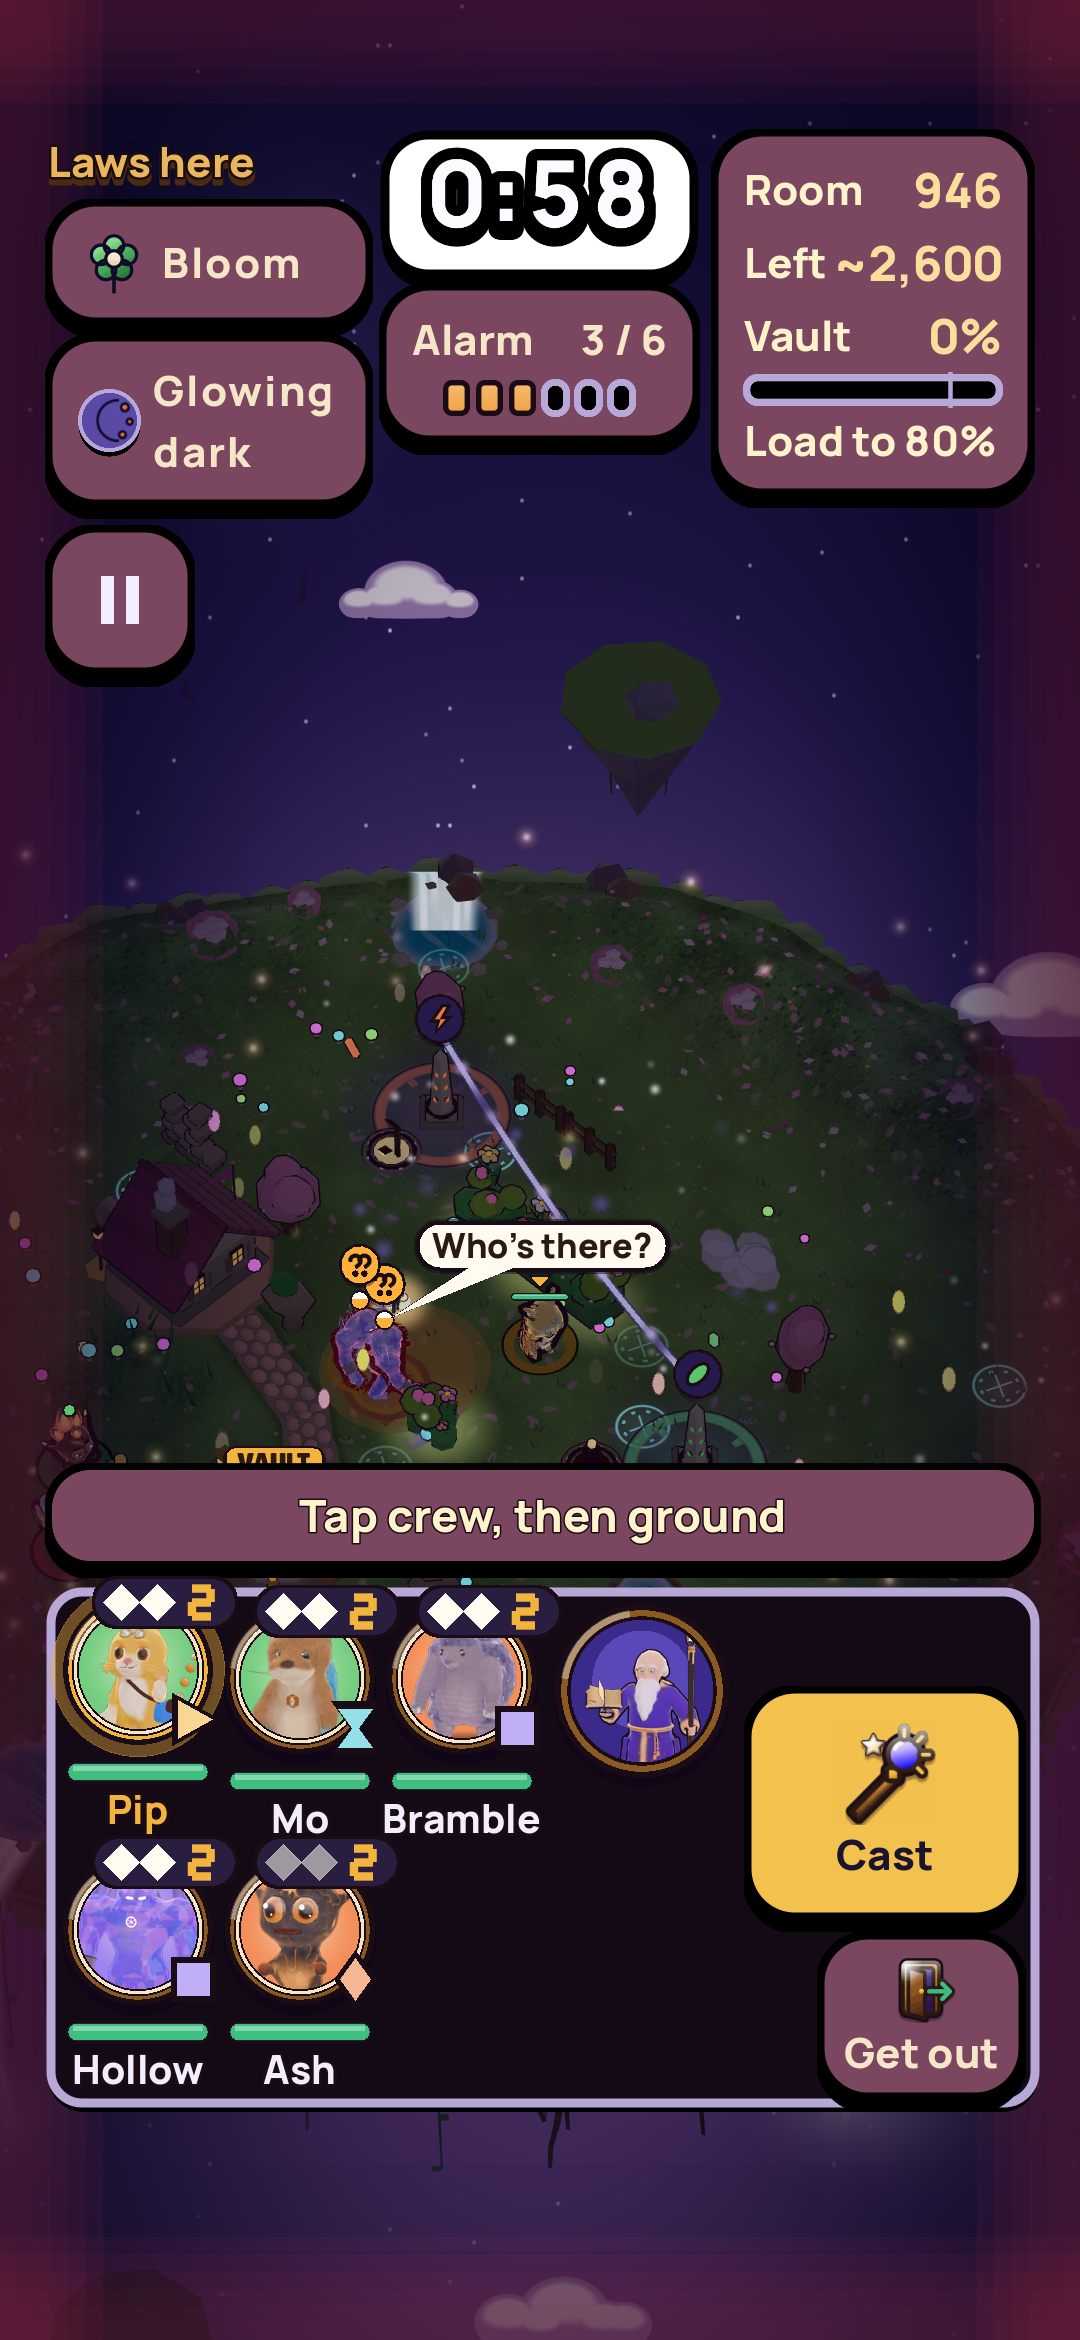 Laws here
Bloom
Glowing
dark
0:58
Alarm 3 / 6
Room 946
Left ~2,600
Vault 0%
Load to 80%
Who's there?
??
??
VAULT
Tap crew, then ground
2
2
2
Pip
Mo
Bramble
2
2
Hollow
Ash
Cast
Get out